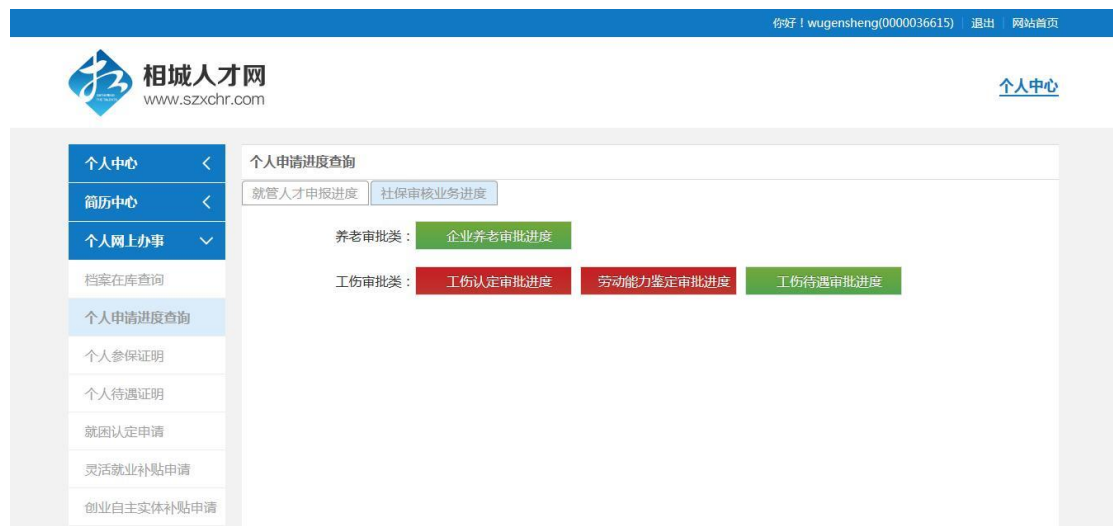 你好！wugensheng(0000036615) 退出 网站首页
相城人才网
www.szxchr.com
个人中心
个人中心
简历中心
个人网上办事
档案在库查询
个人申请进度查询
个人参保证明
个人待遇证明
就困认定申请
灵活就业补贴申请
创业自主实体补贴申请
个人申请进度查询
就管人才申报进度 社保审核业务进度
养老审批类： 企业养老审批进度
工伤审批类： 工伤认定审批进度 劳动能力鉴定审批进度 工伤待遇审批进度